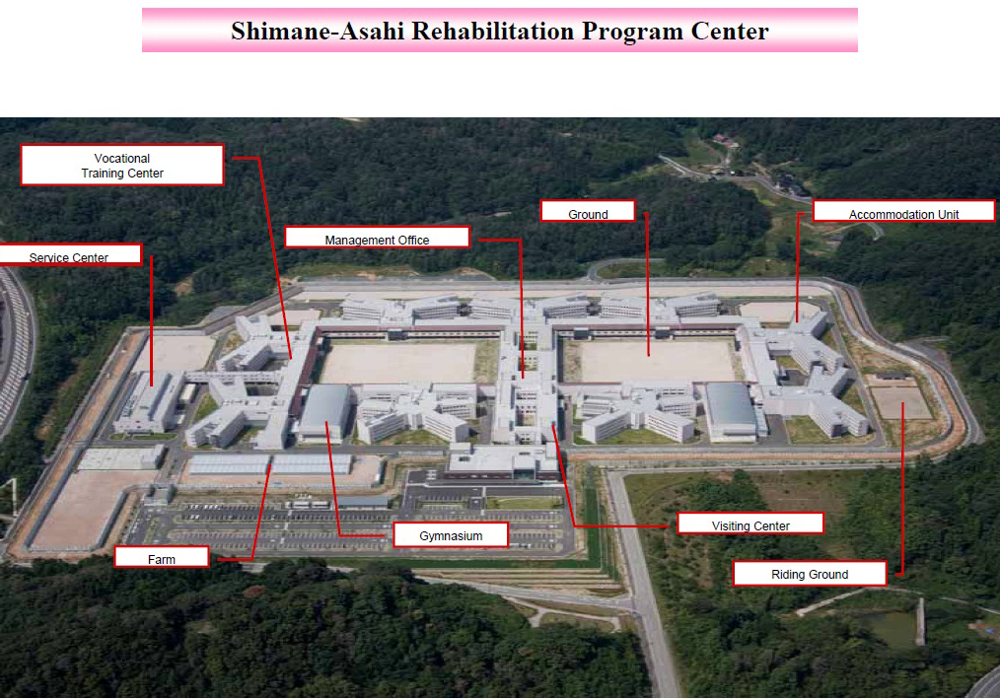 Shimane-Asahi Rehabilitation Program Center
Vocational
Training Center
Ground
Accommodation Unit
Management Office
Service Center
Visiting Center
Gymnasium
Farm
Riding Ground